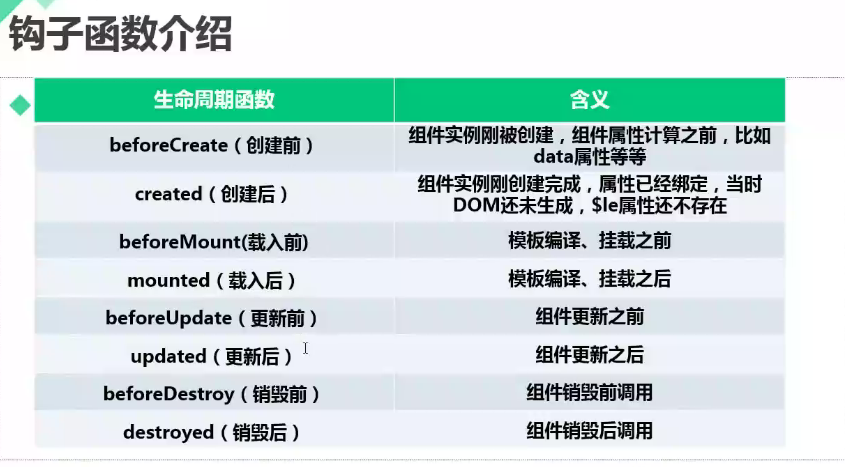 钩子函数介绍
生命周期函数 含义
beforeCreate（创建前） 组件实例刚被创建，组件属性计算之前，比如
data属性等等
created（创建后） 组件实例刚创建完成，属性已经绑定，当时
DOM还未生成，$le属性还不存在
beforeMount(载入前) 模板编译、挂载之前
mounted（载入后） 模板编译、挂载之后
beforeUpdate（更新前） 组件更新之前
updated（更新后） 组件更新之后
beforeDestroy（销毁前） 组件销毁前调用
destroyed（销毁后） 组件销毁后调用